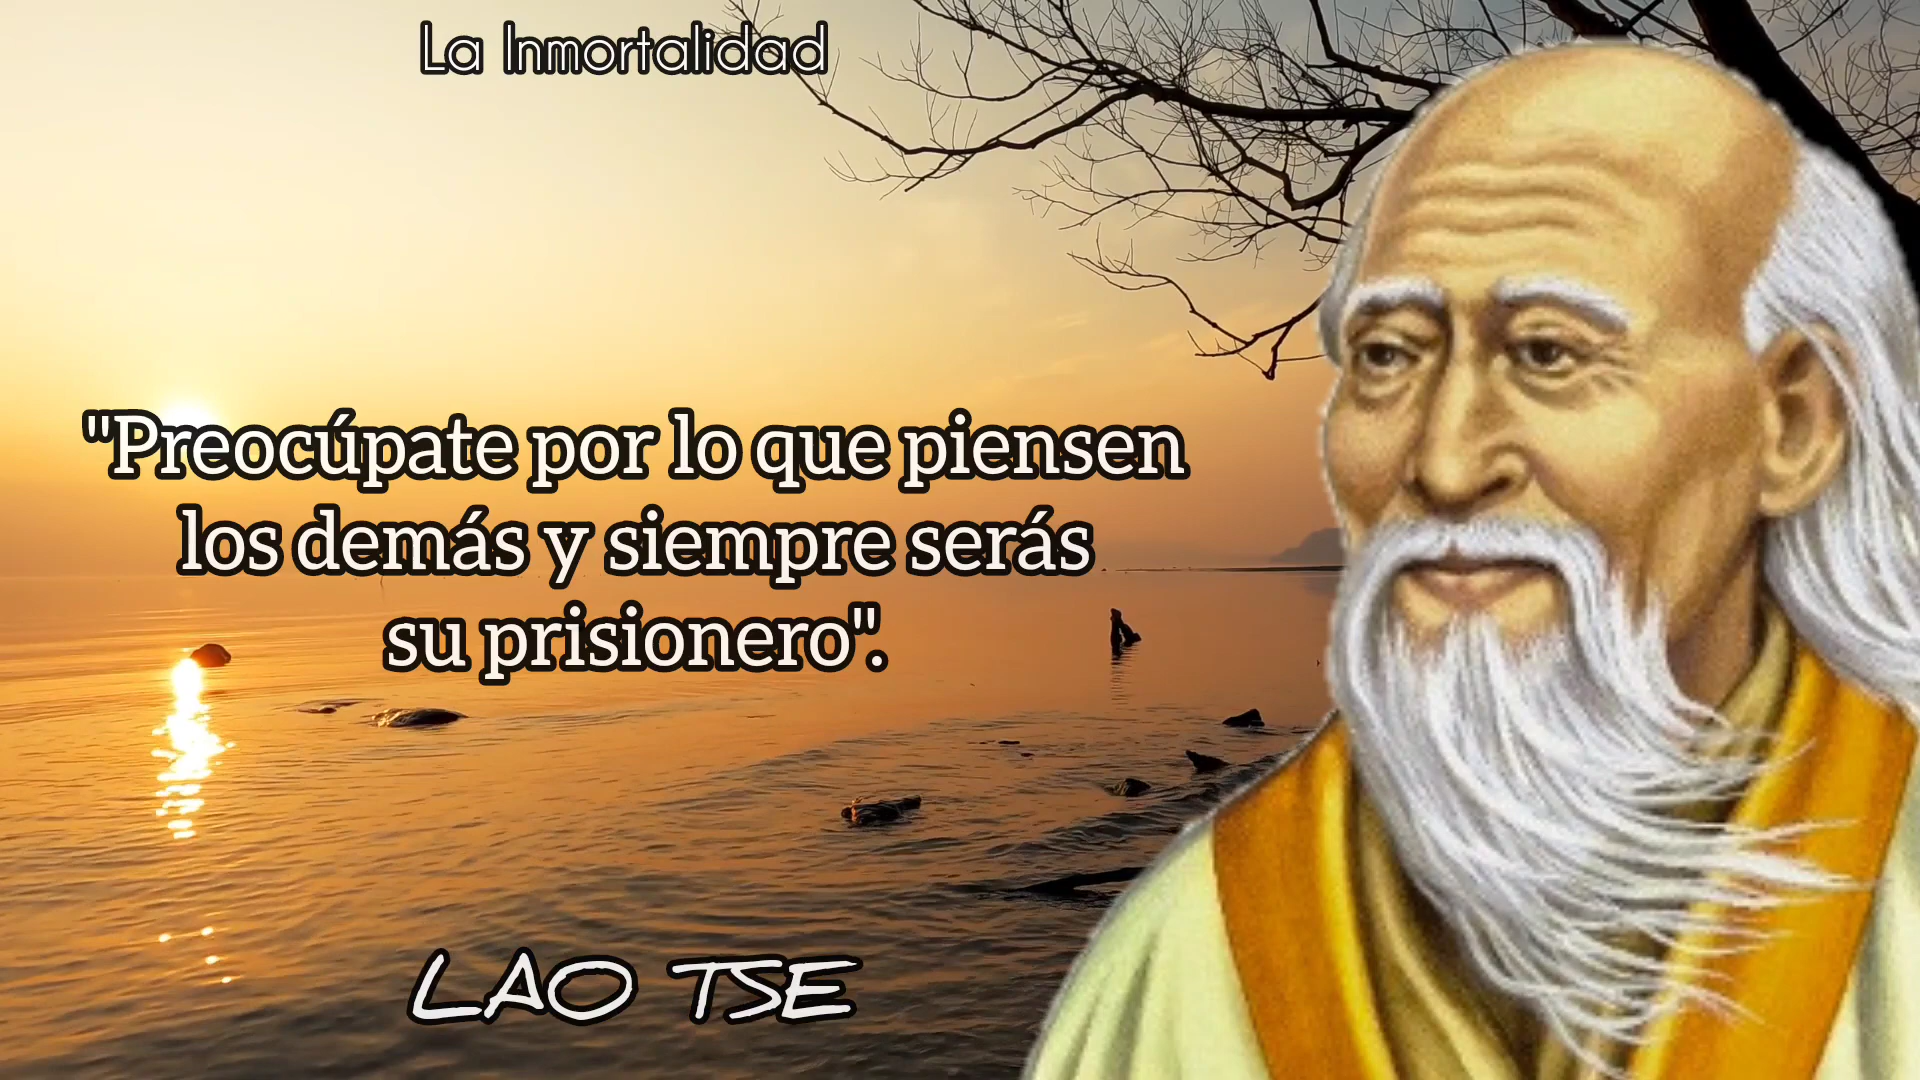 La Inmortalidad
"Preocúpate por lo que piensen
los demás y siempre serás
su prisionero".
LAO TSE